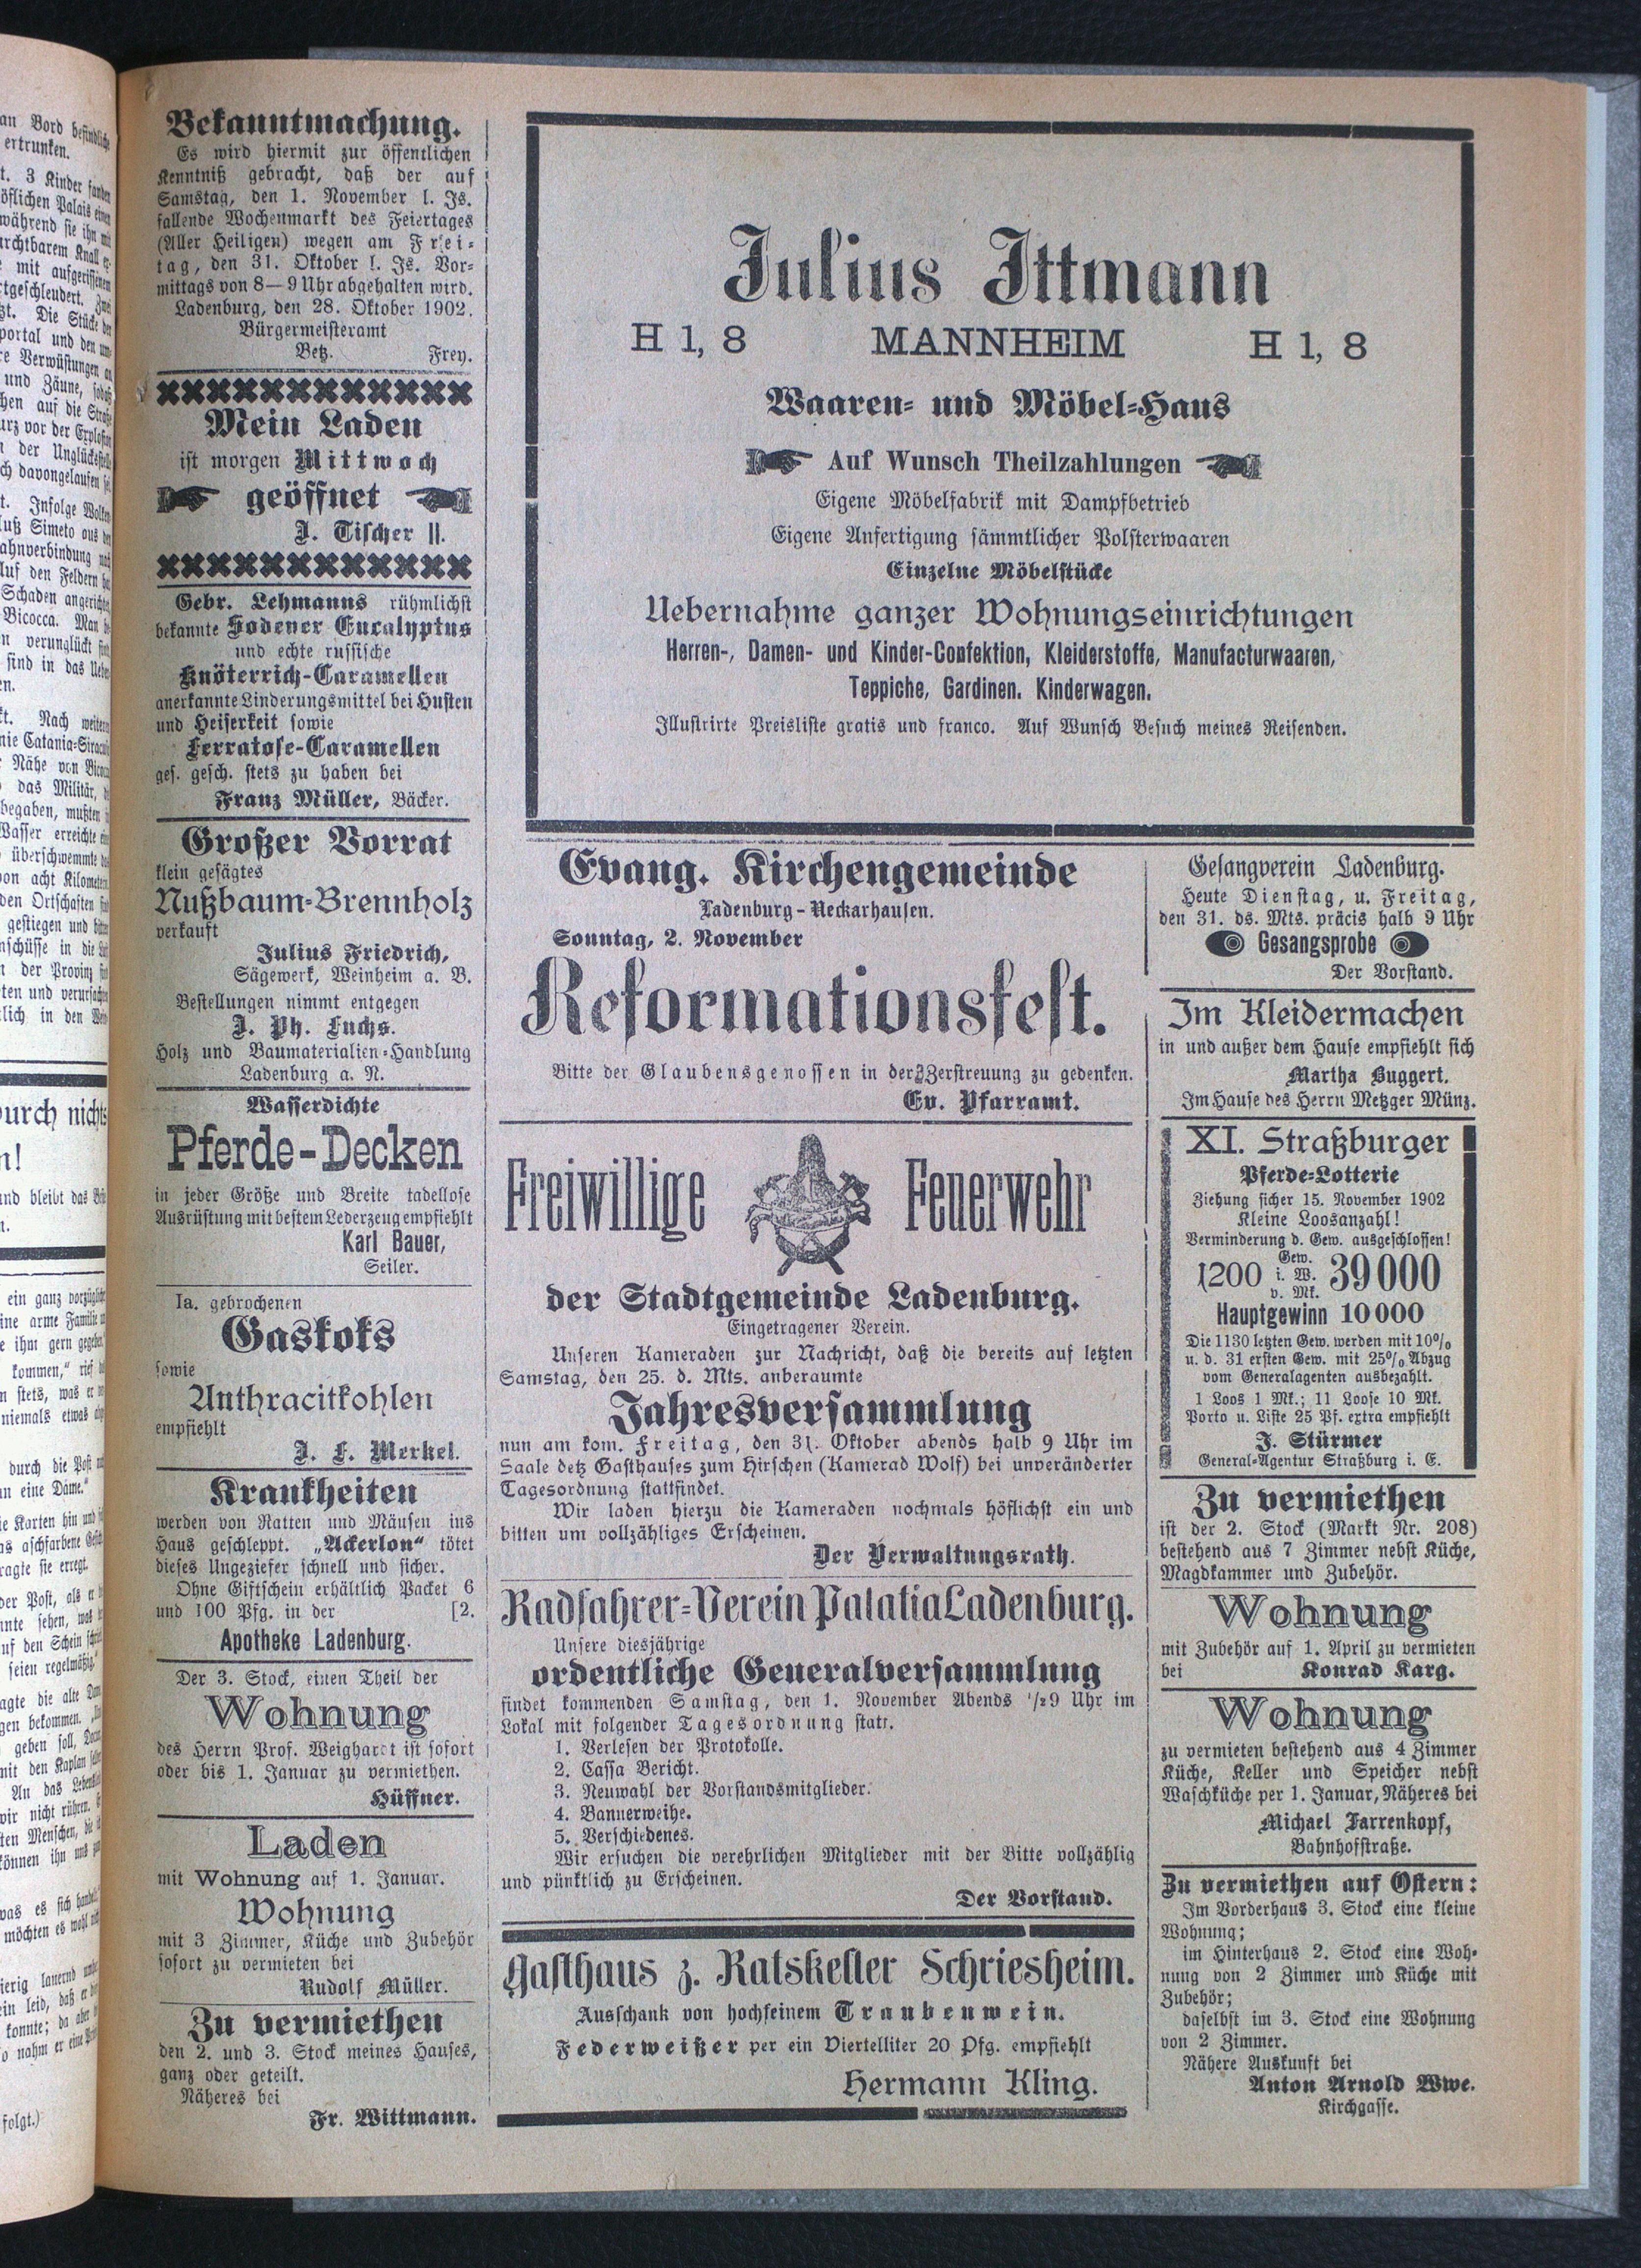 Bekanntmachung.
Es wird hiermit zur öffentlichen
Kenntniß gebracht, daß der auf
Samstag, den 1. November l. Js.
fallende Wochenmarkt des Feiertages
(Aller Heiligen) wegen am Frei-
tag, den 31. Oktober l. Js. Vor-
mittags von 8—9 Uhr abgehalten wird.
Ladenburg, den 28. Oktober 1902.
Bürgermeisteramt
Betz. Frey.
Mein Laden
ist morgen Mittwoch
geöffnet
J. Tischer II.
Gebr. Lehmanns rühmlichst
bekannte Sodener Eucalyptus
und echte russische
Knöterrich-Caramellen
anerkannte Linderungsmittel bei Husten
und Heiserkeit sowie
Ferratose-Caramellen
ges. gesch. stets zu haben bei
Franz Müller, Bäcker.
Großer Vorrat
klein gesägtes
Nußbaum-Brennholz
verkauft
Julius Friedrich,
Sägewerk, Weinheim a. B.
Bestellungen nimmt entgegen
J. Ph. Fuchs.
Holz und Baumaterialien-Handlung
Ladenburg a. N.
Wasserdichte
Pferde-Decken
in jeder Größe und Breite tadellose
Ausrüstung mit bestem Lederzeug empfiehlt
Karl Bauer,
Seiler.
Ia. gebrochenen
Gaskoks
sowie
Anthracitkohlen
empfiehlt
J. F. Merkel.
Krankheiten
werden von Ratten und Mäusen ins
Haus geschleppt. „Ackerlon“ tötet
dieses Ungeziefer schnell und sicher.
Ohne Giftschein erhältlich Packet 6
und 100 Pfg. in der [2.
Apotheke Ladenburg.
Der 3. Stock, einen Theil der
Wohnung
des Herrn Prof. Weighardt ist sofort
oder bis 1. Januar zu vermiethen.
Hüffner.
Laden
mit Wohnung auf 1. Januar.
Wohnung
mit 3 Zimmer, Küche und Zubehör
sofort zu vermieten bei
Rudolf Müller.
Zu vermiethen
den 2. und 3. Stock meines Hauses,
ganz oder geteilt.
Näheres bei
Fr. Wittmann.
Julius Ittmann
H 1, 8 MANNHEIM H 1, 8
Waaren- und Möbel-Haus
Auf Wunsch Theilzahlungen
Eigene Möbelfabrik mit Dampfbetrieb
Eigene Anfertigung sämmtlicher Polsterwaaren
Einzelne Möbelstücke
Uebernahme ganzer Wohnungseinrichtungen
Herren-, Damen- und Kinder-Confektion, Kleiderstoffe, Manufacturwaaren,
Teppiche, Gardinen. Kinderwagen.
Illustrirte Preisliste gratis und franco. Auf Wunsch Besuch meines Reisenden.
Evang. Kirchengemeinde
Ladenburg-Neckarhausen.
Sonntag, 2. November
Reformationsfest.
Bitte der Glaubensgenossen in der Zerstreuung zu gedenken.
Ev. Pfarramt.
Freiwillige Feuerwehr
der Stadtgemeinde Ladenburg.
Eingetragener Verein.
Unseren Kameraden zur Nachricht, daß die bereits auf letzten
Samstag, den 25. d. Mts. anberaumte
Jahresversammlung
nun am kom. Freitag, den 31. Oktober abends halb 9 Uhr im
Saale detz Gasthauses zum Hirschen (Kamerad Wolf) bei unveränderter
Tagesordnung stattfindet.
Wir laden hierzu die Kameraden nochmals höflichst ein und
bitten um vollzähliges Erscheinen.
Der Verwaltungsrath.
Radfahrer-Verein Palatia Ladenburg.
Unsere diesjährige
ordentliche Generalversammlung
findet kommenden Samstag, den 1. November Abends 1/2 9 Uhr im
Lokal mit folgender Tagesordnung statt.
1. Verlesen der Protokolle.
2. Cassa Bericht.
3. Neuwahl der Vorstandsmitglieder.
4. Bannerweihe.
5. Verschiedenes.
Wir ersuchen die verehrlichen Mitglieder mit der Bitte vollzählig
und pünktlich zu Erscheinen.
Der Vorstand.
Gasthaus z. Ratskeller Schriesheim.
Ausschank von hochfeinem Traubenwein.
Federweißer per ein Viertelliter 20 Pfg. empfiehlt
Hermann Kling.
Gesangverein Ladenburg.
Heute Dienstag, u. Freitag,
den 31. ds. Mts. präcis halb 9 Uhr
Gesangsprobe
Der Vorstand.
Im Kleidermachen
in und außer dem Hause empfiehlt sich
Martha Buggert.
Im Hause des Herrn Metzger Münz.
XI. Straßburger
Pferde-Lotterie
Ziehung sicher 15. November 1902
Kleine Loosanzahl!
Verminderung d. Gew. ausgeschlossen!
1200 Gew. i. W. v. Mk. 39000
Hauptgewinn 10000
Die 1130 letzten Gew. werden mit 10%
u. d. 31 ersten Gew. mit 25% Abzug
vom Generalagenten ausbezahlt.
1 Loos 1 Mk.; 11 Loose 10 Mk.
Porto u. Liste 25 Pf. extra empfiehlt
J. Stürmer
General-Agentur Straßburg i. E.
Zu vermiethen
ist der 2. Stock (Markt Nr. 208)
bestehend aus 7 Zimmer nebst Küche,
Magdkammer und Zubehör.
Wohnung
mit Zubehör auf 1. April zu vermieten
bei Konrad Karg.
Wohnung
zu vermieten bestehend aus 4 Zimmer
Küche, Keller und Speicher nebst
Waschküche per 1. Januar, Näheres bei
Michael Farrenkopf,
Bahnhofstraße.
Zu vermiethen auf Ostern:
Im Vorderhaus 3. Stock eine kleine
Wohnung;
im Hinterhaus 2. Stock eine Woh-
nung von 2 Zimmer und Küche mit
Zubehör;
daselbst im 3. Stock eine Wohnung
von 2 Zimmer.
Nähere Auskunft bei
Anton Arnold Wwe.
Kirchgasse.